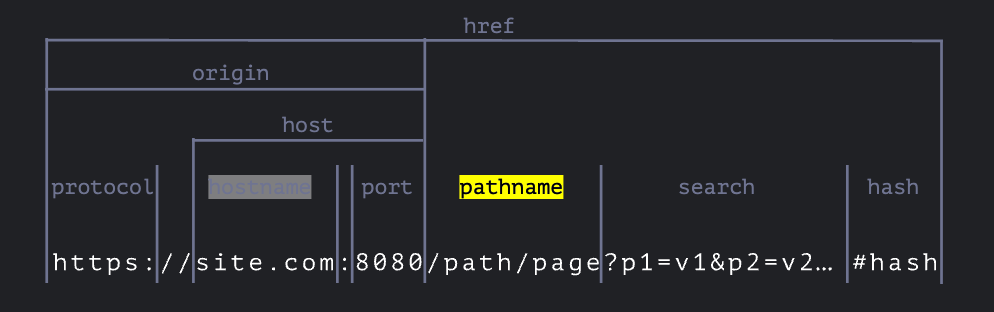 href
origin
host
protocol hostname port pathname search hash
https://site.com:8080/path/page?p1=v1&p2=v2… #hash